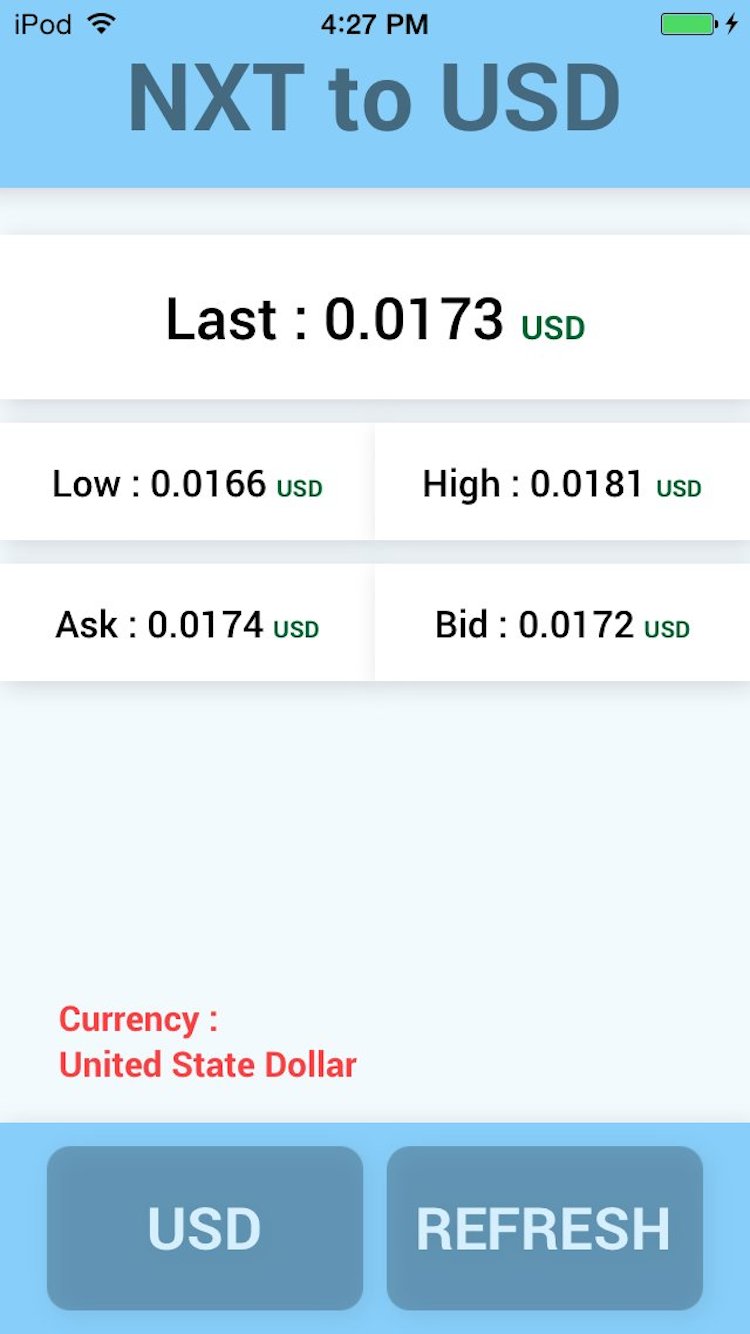 iPod 4:27 PM
NXT to USD
Last : 0.0173 USD
Low : 0.0166 USD High : 0.0181 USD
Ask : 0.0174 USD Bid : 0.0172 USD
Currency :
United State Dollar
USD REFRESH